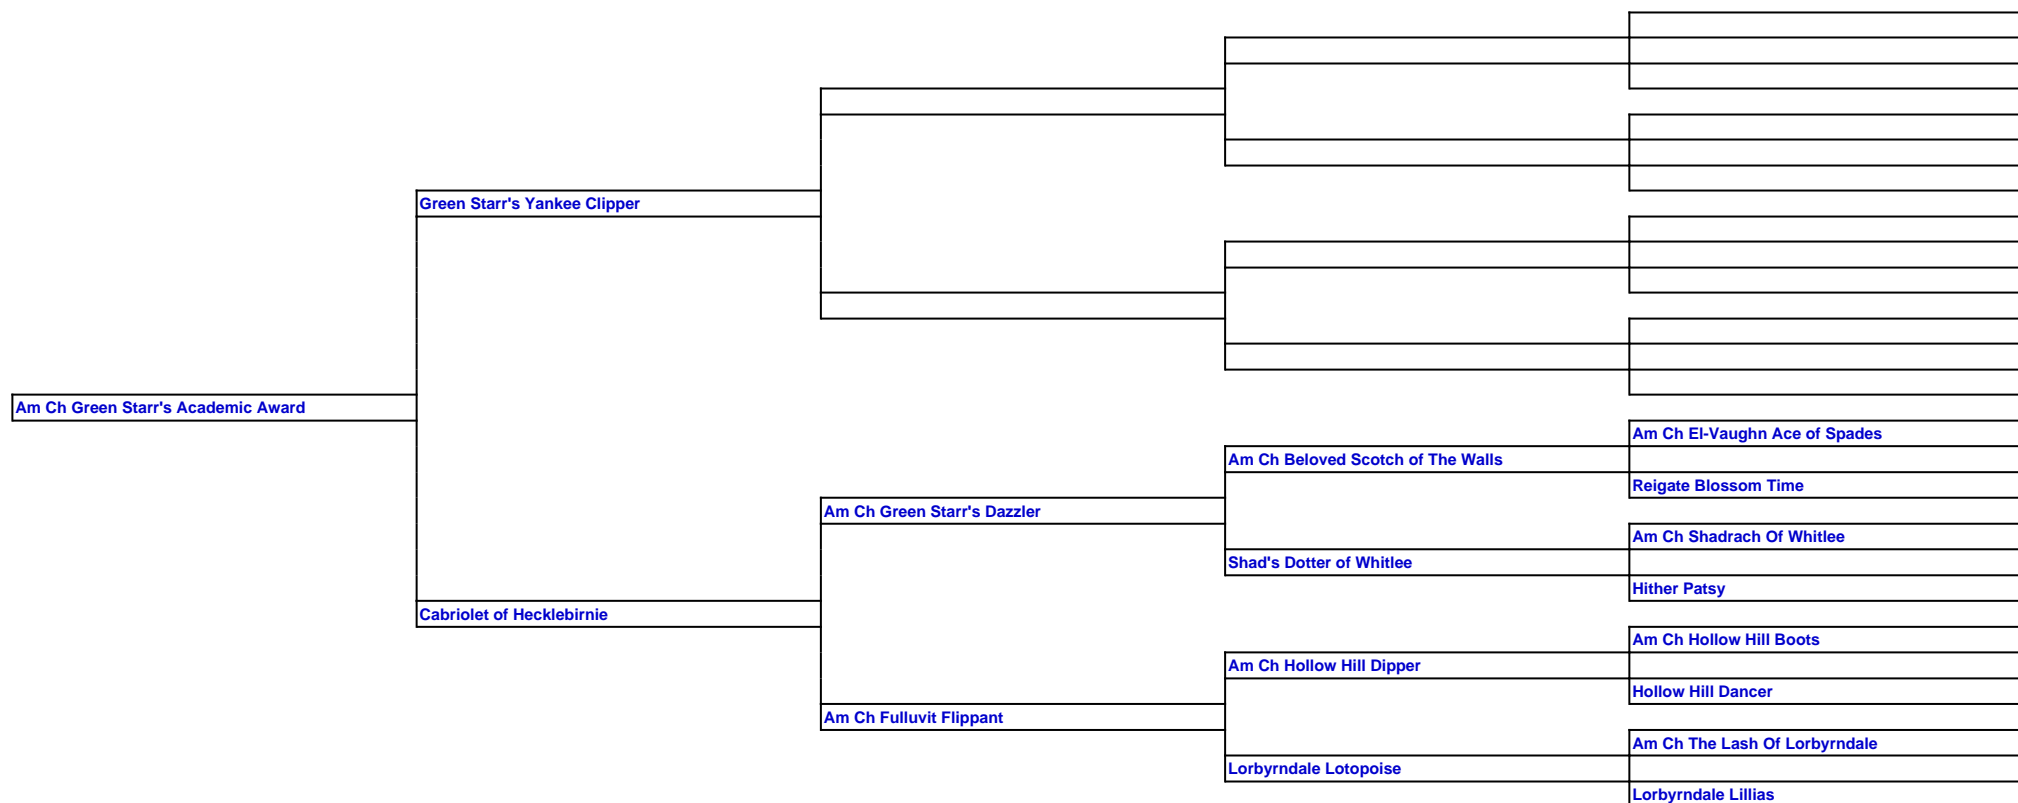 Green Starr's Yankee Clipper
Am Ch Green Starr's Academic Award
Am Ch El-Vaughn Ace of Spades
Am Ch Beloved Scotch of The Walls
Reigate Blossom Time
Am Ch Green Starr's Dazzler
Am Ch Shadrach Of Whitlee
Shad's Dotter of Whitlee
Hither Patsy
Cabriolet of Hecklebirnie
Am Ch Hollow Hill Boots
Am Ch Hollow Hill Dipper
Hollow Hill Dancer
Am Ch Fulluvit Flippant
Am Ch The Lash Of Lorbyrndale
Lorbyrndale Lotopoise
Lorbyrndale Lillias